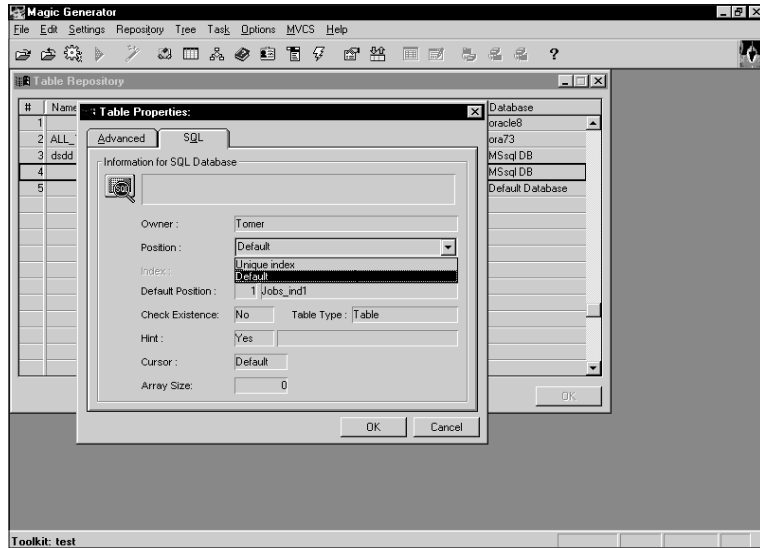 Magic Generator
File Edit Settings Repository Tree Task Options MVCS Help
?
Table Repository
# Name Database
1 oracle8
2 ALL_ ora73
3 dsdd MSsql DB
4 MSsql DB
5 Default Database
Table Properties:
Advanced SQL
Information for SQL Database
SQL
Owner : Tomer
Position : Default
Unique index
Index : Default
Default Position : 1 Jobs_ind1
Check Existence: No Table Type : Table
Hint : Yes
Cursor : Default
Array Size: 0
OK
OK Cancel
Toolkit: test